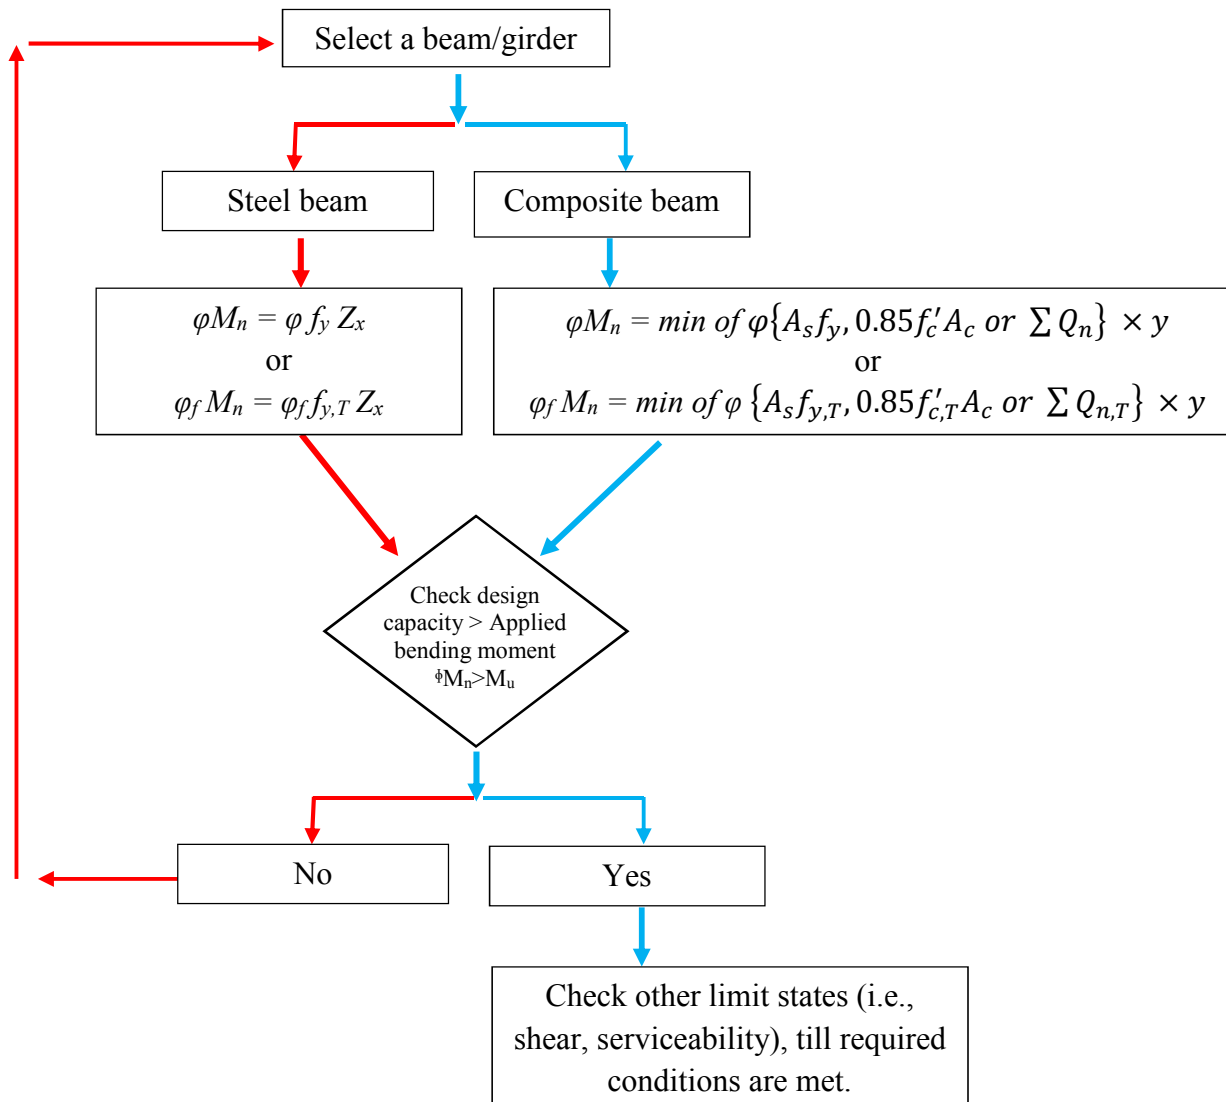 Select a beam/girder
Steel beam
Composite beam
φMn = φ fy Zx
or
φf Mn = φf fy,T Zx
φMn = min of φ{Asfy, 0.85f′cAc or ∑Qn} × y
or
φf Mn = min of φ {Asfy,T, 0.85f′c,TAc or ∑Qn,T} × y
Check design
capacity > Applied
bending moment
ϕMn>Mu
No
Yes
Check other limit states (i.e.,
shear, serviceability), till required
conditions are met.